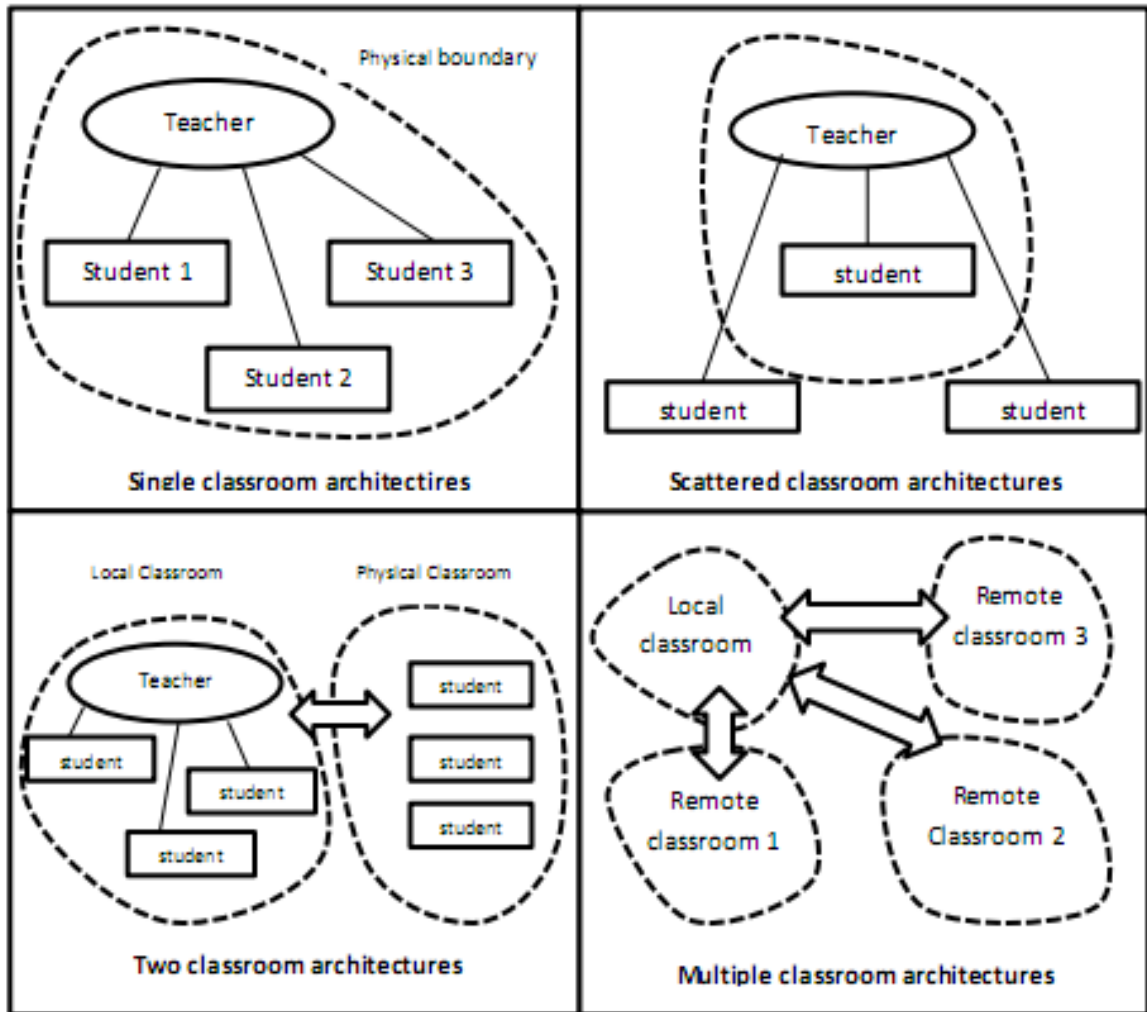 Physical boundary
Teacher
Student 1
Student 3
Student 2
Single classroom architectires
Teacher
student
student
student
Scattered classroom architectures
Local Classroom
Physical Classroom
Teacher
student
student
student
student
student
student
Two classroom architectures
Local
classroom
Remote
classroom 3
Remote
classroom 1
Remote
Classroom 2
Multiple classroom architectures